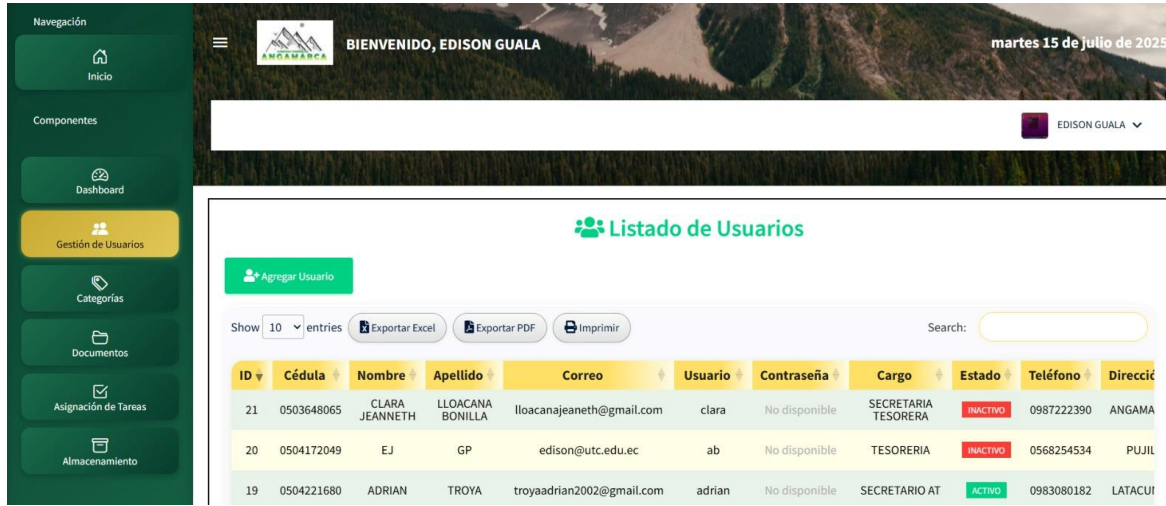 Navegación
Inicio
Componentes
Dashboard
Gestión de Usuarios
Categorías
Documentos
Asignación de Tareas
Almacenamiento
ANGAMARCA
BIENVENIDO, EDISON GUALA
martes 15 de julio de 2025
EDISON GUALA
Listado de Usuarios
Agregar Usuario
Show 10 entries Exportar Excel Exportar PDF Imprimir Search:
ID Cédula Nombre Apellido Correo Usuario Contraseña Cargo Estado Teléfono Direcció
21 0503648065 CLARA JEANNETH LLOACANA BONILLA lloacanajeaneth@gmail.com clara No disponible SECRETARIA TESORERA INACTIVO 0987222390 ANGAMA
20 0504172049 EJ GP edison@utc.edu.ec ab No disponible TESORERIA INACTIVO 0568254534 PUJIL
19 0504221680 ADRIAN TROYA troyaadrian2002@gmail.com adrian No disponible SECRETARIO AT ACTIVO 0983080182 LATACU